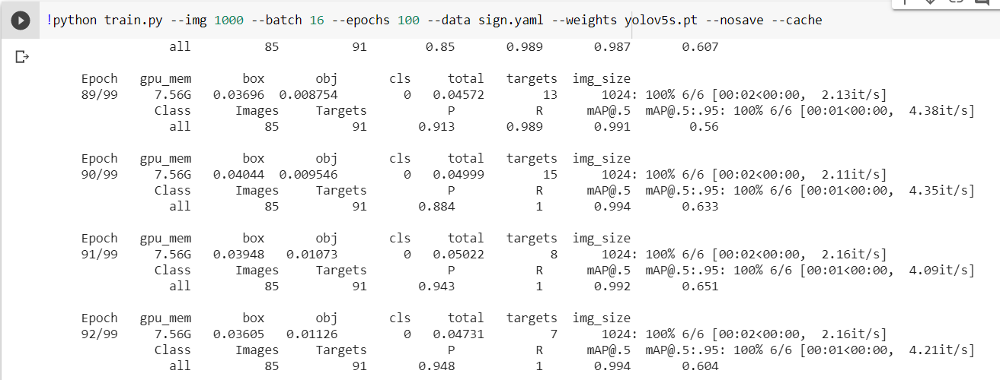 !python train.py --img 1000 --batch 16 --epochs 100 --data sign.yaml --weights yolov5s.pt --nosave --cache
all 85 91 0.85 0.989 0.987 0.607
Epoch gpu_mem box obj cls total targets img_size
89/99 7.56G 0.03696 0.008754 0 0.04572 13 1024: 100% 6/6 [00:02<00:00, 2.13it/s]
Class Images Targets P R mAP@.5 mAP@.5:.95: 100% 6/6 [00:01<00:00, 4.38it/s]
all 85 91 0.913 0.989 0.991 0.56
Epoch gpu_mem box obj cls total targets img_size
90/99 7.56G 0.04044 0.009546 0 0.04999 15 1024: 100% 6/6 [00:02<00:00, 2.11it/s]
Class Images Targets P R mAP@.5 mAP@.5:.95: 100% 6/6 [00:01<00:00, 4.35it/s]
all 85 91 0.884 1 0.994 0.633
Epoch gpu_mem box obj cls total targets img_size
91/99 7.56G 0.03948 0.01073 0 0.05022 8 1024: 100% 6/6 [00:02<00:00, 2.16it/s]
Class Images Targets P R mAP@.5 mAP@.5:.95: 100% 6/6 [00:01<00:00, 4.09it/s]
all 85 91 0.943 1 0.992 0.651
Epoch gpu_mem box obj cls total targets img_size
92/99 7.56G 0.03605 0.01126 0 0.04731 7 1024: 100% 6/6 [00:02<00:00, 2.16it/s]
Class Images Targets P R mAP@.5 mAP@.5:.95: 100% 6/6 [00:01<00:00, 4.21it/s]
all 85 91 0.948 1 0.994 0.604